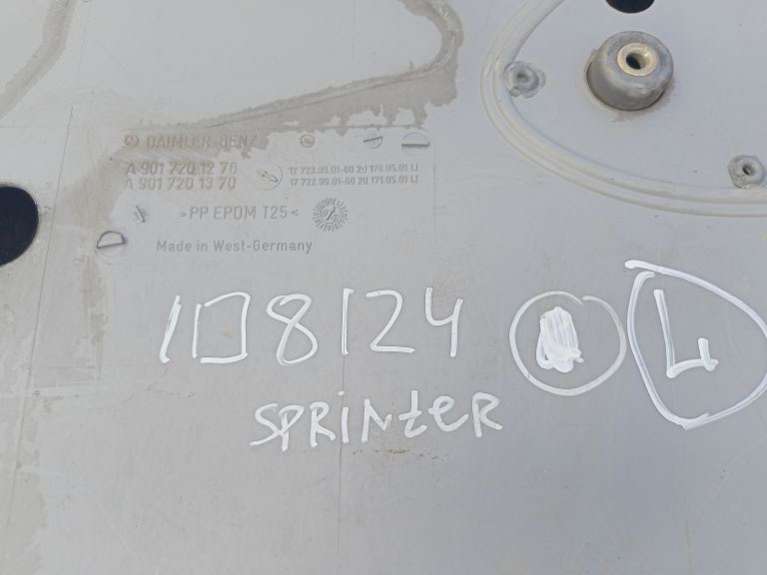 DAIMLER-BENZ
A 901 720 12 70
A 901 720 13 70
>PP EPDM T25<
Made in West-Germany
8124
L
SPRINteR